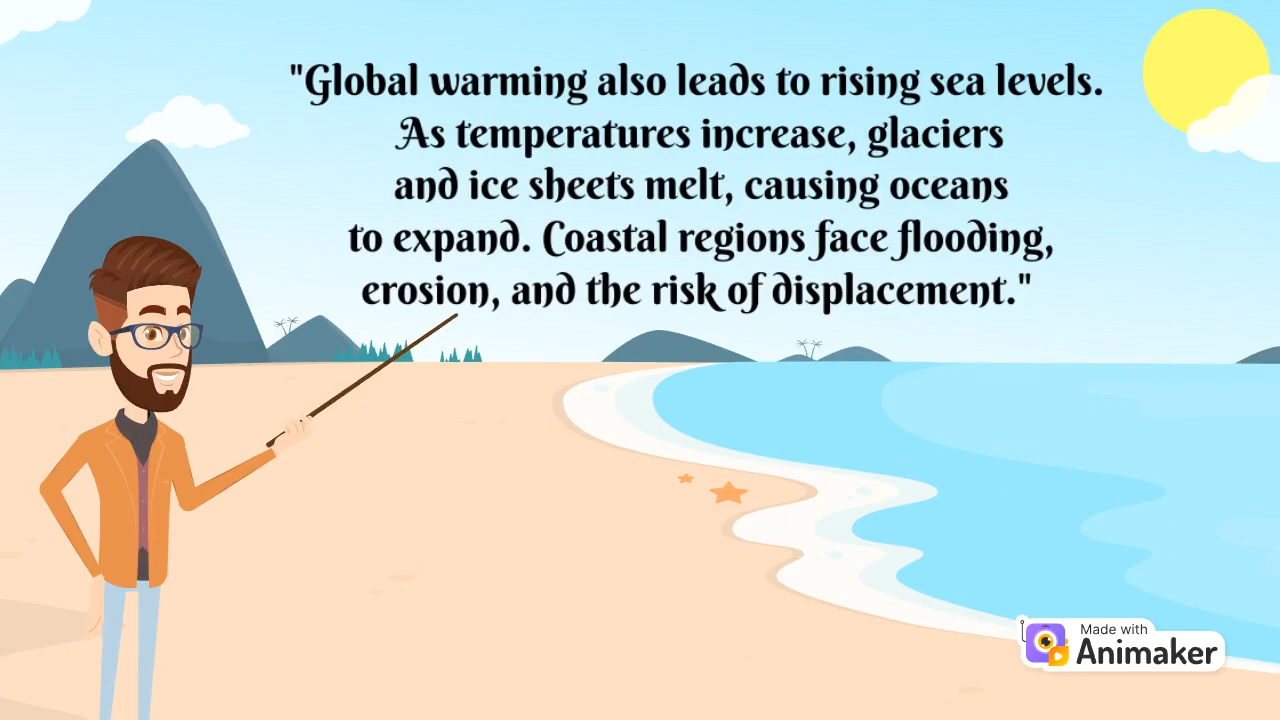 "Global warming also leads to rising sea levels.
As temperatures increase, glaciers
and ice sheets melt, causing oceans
to expand. Coastal regions face flooding,
erosion, and the risk of displacement."
Made with
Animaker